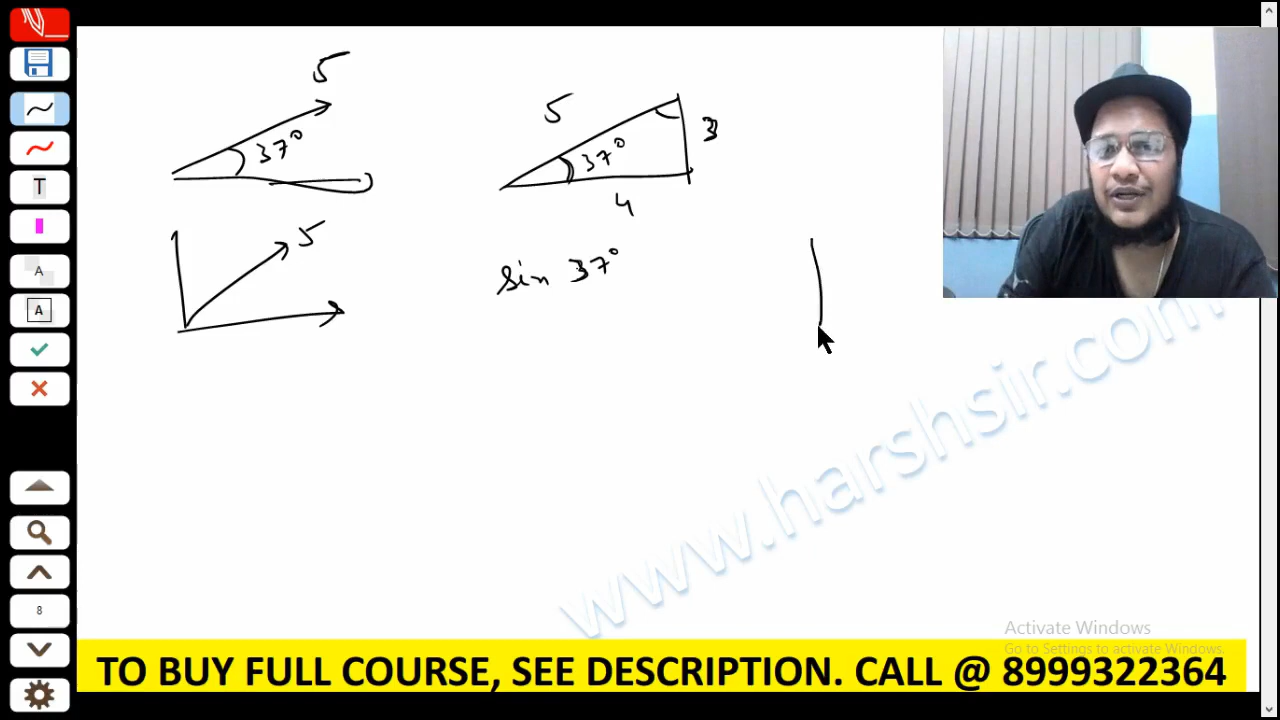 5
37°
5
37°
3
4
5
sin 37°
www.harshsir.com
T
A
A
8
Activate Windows
Go to Settings to activate Windows.
TO BUY FULL COURSE, SEE DESCRIPTION. CALL @ 8999322364